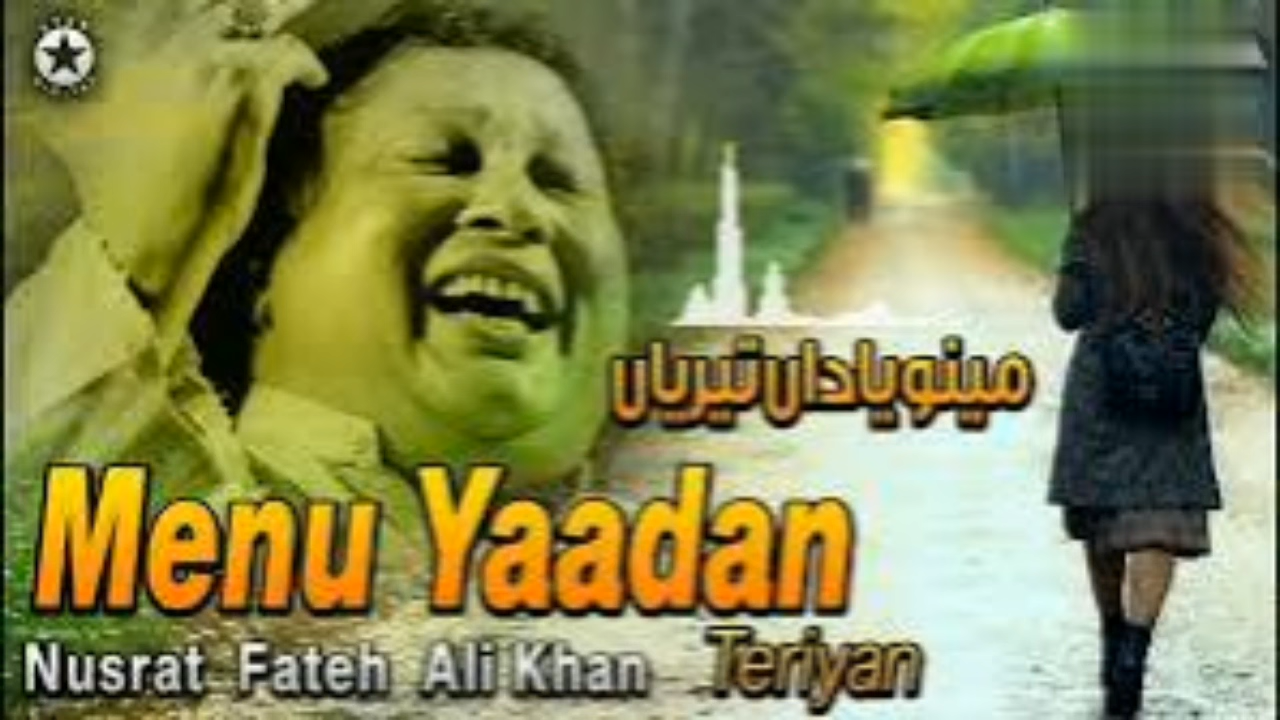 مینو یاداں تیریاں
Menu Yaadan
Nusrat Fateh Ali Khan Teriyan